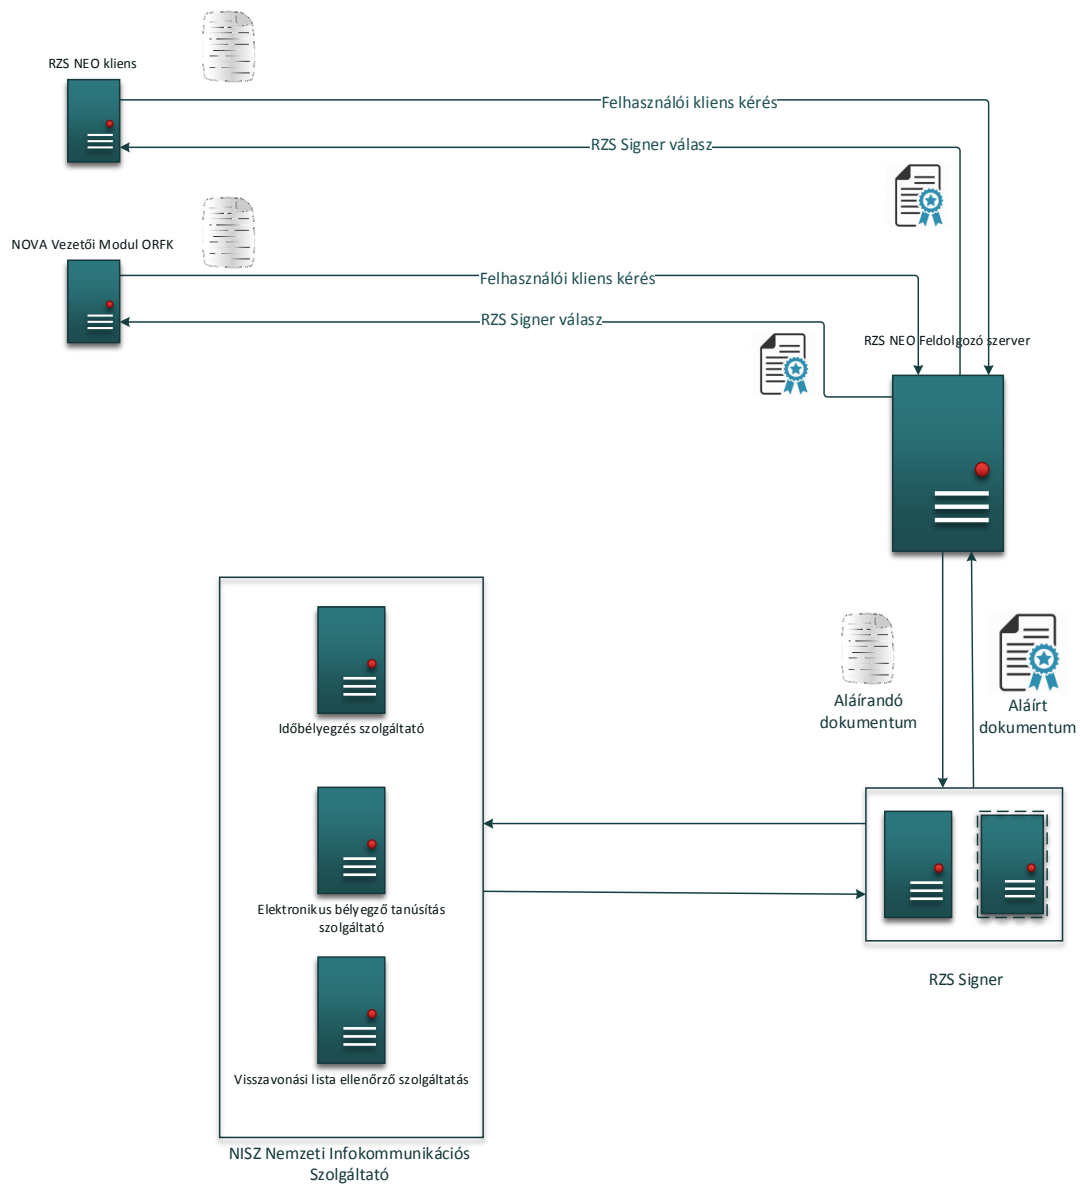 RZS NEO kliens
Felhasználói kliens kérés
RZS Signer válasz
NOVA Vezetői Modul ORFK
Felhasználói kliens kérés
RZS Signer válasz
RZS NEO Feldolgozó szerver
Aláírandó
dokumentum
Aláírt
dokumentum
Időbélyegzés szolgáltató
Elektronikus bélyegző tanúsítás
szolgáltató
RZS Signer
Visszavonási lista ellenőrző szolgáltatás
NISZ Nemzeti Infokommunikációs
Szolgáltató